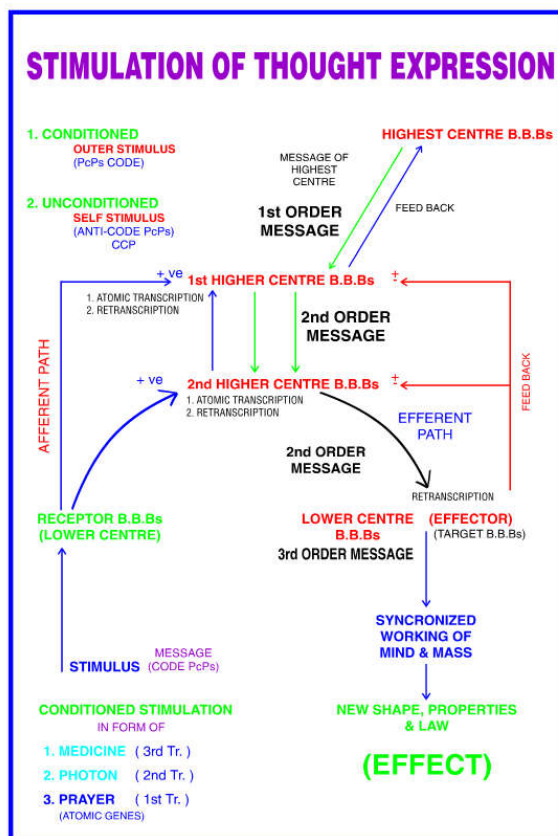 STIMULATION OF THOUGHT EXPRESSION
1. CONDITIONED
OUTER STIMULUS
(PcPs CODE)
HIGHEST CENTRE B.B.Bs
MESSAGE OF
HIGHEST
CENTRE
2. UNCONDITIONED
SELF STIMULUS
(ANTI-CODE PcPs)
CCP
1st ORDER
MESSAGE
FEED BACK
+ ve
1st HIGHER CENTRE B.B.Bs
+
-
1. ATOMIC TRANSCRIPTION
2. RETRANSCRIPTION
2nd ORDER
MESSAGE
AFFERENT PATH
+ ve
2nd HIGHER CENTRE B.B.Bs
+
-
1. ATOMIC TRANSCRIPTION
2. RETRANSCRIPTION
FEED BACK
EFFERENT
PATH
2nd ORDER
MESSAGE
RETRANSCRIPTION
RECEPTOR B.B.Bs
(LOWER CENTRE)
LOWER CENTRE
B.B.Bs
(EFFECTOR)
(TARGET B.B.Bs)
3rd ORDER MESSAGE
SYNCRONIZED
WORKING OF
MIND & MASS
STIMULUS
MESSAGE
(CODE PcPs)
CONDITIONED STIMULATION
IN FORM OF
1. MEDICINE ( 3rd Tr. )
2. PHOTON ( 2nd Tr. )
3. PRAYER ( 1st Tr. )
(ATOMIC GENES)
NEW SHAPE, PROPERTIES
& LAW
(EFFECT)